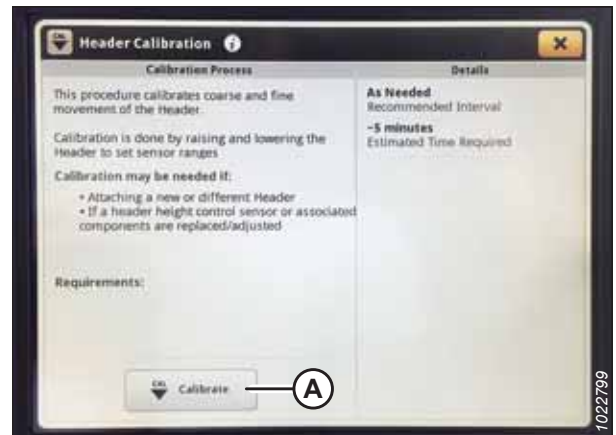 CAL
Header Calibration i
×
Calibration Process
Details
This procedure calibrates coarse and fine
movement of the Header.
Calibration is done by raising and lowering the
Header to set sensor ranges
Calibration may be needed if:
• Attaching a new or different Header
• If a header height control sensor or associated
components are replaced/adjusted
Requirements:
As Needed
Recommended Interval
~5 minutes
Estimated Time Required
CAL Calibrate
A
1022799